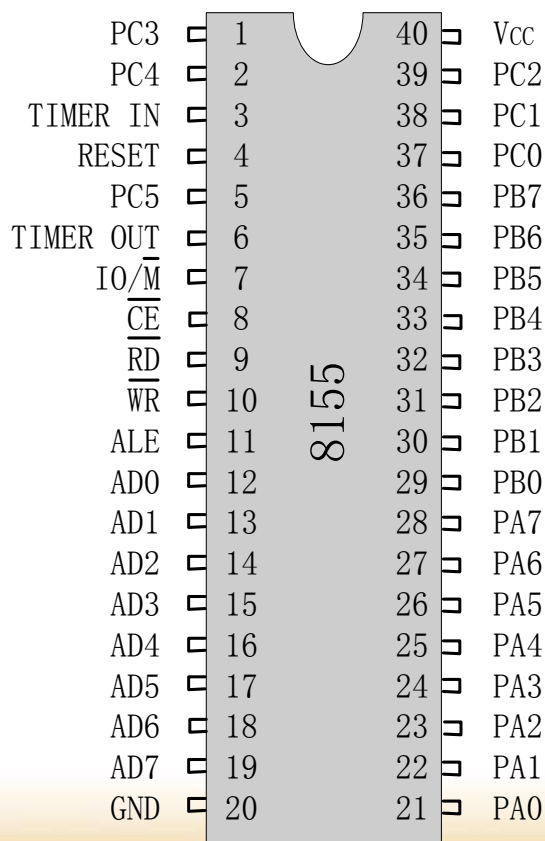 PC3 1 40 Vcc
PC4 2 39 PC2
TIMER IN 3 38 PC1
RESET 4 37 PC0
PC5 5 36 PB7
TIMER OUT 6 35 PB6
IO/M̅ 7 34 PB5
C̅E̅ 8 33 PB4
R̅D̅ 9 32 PB3
W̅R̅ 10 31 PB2
ALE 11 30 PB1
AD0 12 29 PB0
AD1 13 28 PA7
AD2 14 27 PA6
AD3 15 26 PA5
AD4 16 25 PA4
AD5 17 24 PA3
AD6 18 23 PA2
AD7 19 22 PA1
GND 20 21 PA0
8155